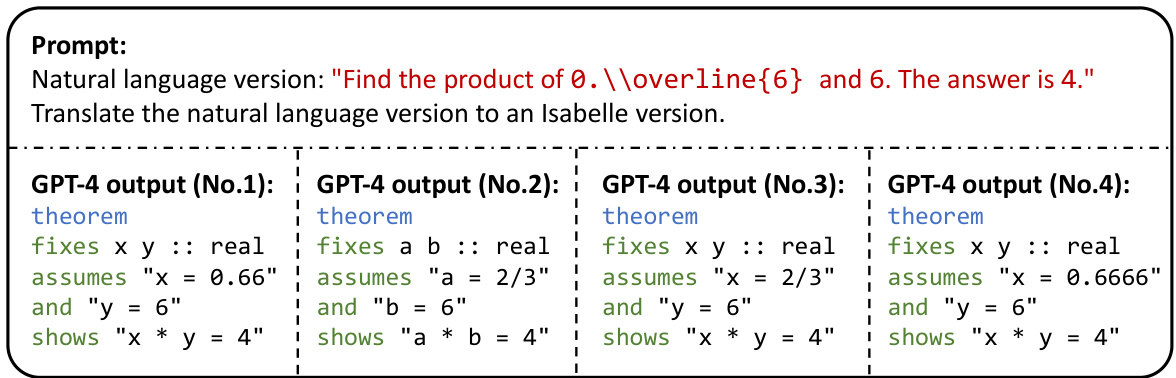 Prompt:
Natural language version: "Find the product of 0.\\overline{6} and 6. The answer is 4."
Translate the natural language version to an Isabelle version.
GPT-4 output (No.1):
theorem
fixes x y :: real
assumes "x = 0.66"
and "y = 6"
shows "x * y = 4"
GPT-4 output (No.2):
theorem
fixes a b :: real
assumes "a = 2/3"
and "b = 6"
shows "a * b = 4"
GPT-4 output (No.3):
theorem
fixes x y :: real
assumes "x = 2/3"
and "y = 6"
shows "x * y = 4"
GPT-4 output (No.4):
theorem
fixes x y :: real
assumes "x = 0.6666"
and "y = 6"
shows "x * y = 4"